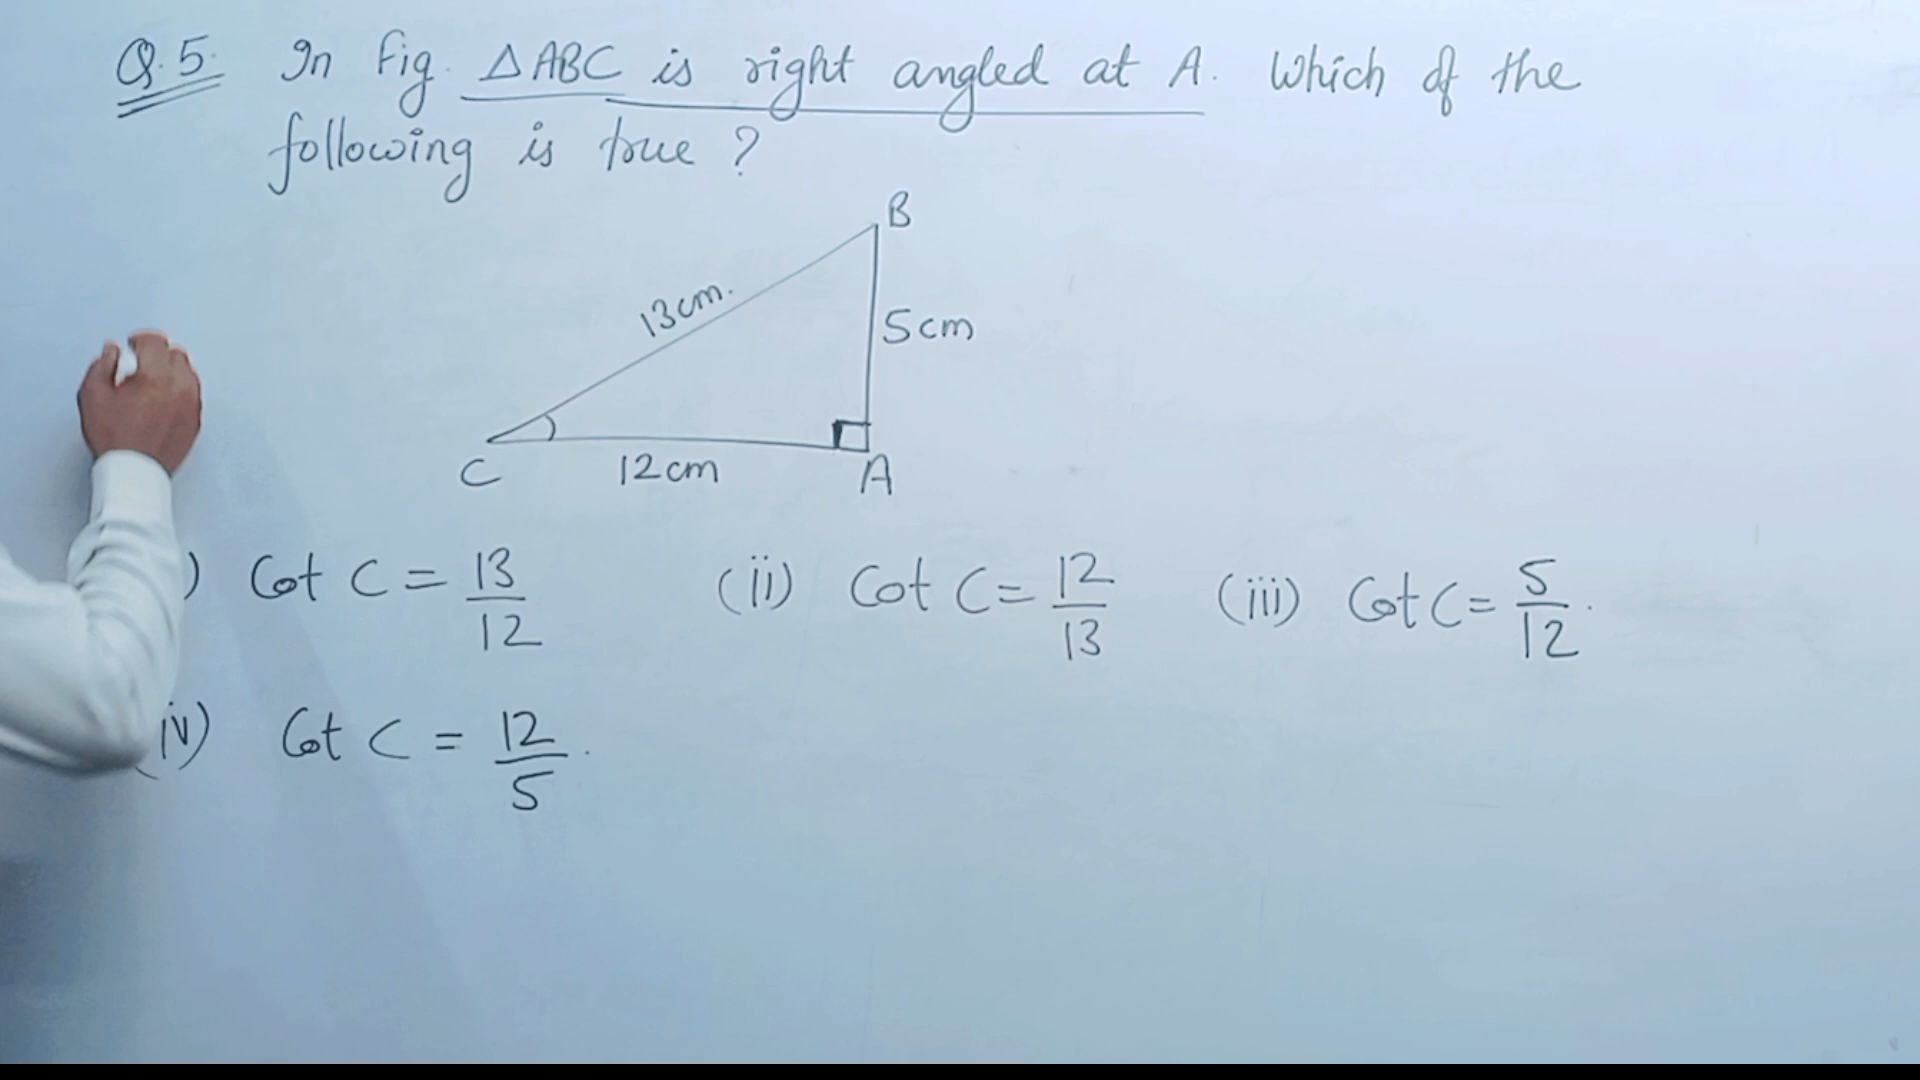 Q.5. In Fig. △ABC is right angled at A. Which of the
following is true ?
B
13cm.
5cm
C 12cm A
) Cot C = 13/12 (ii) Cot C = 12/13 (iii) Cot C = 5/12.
(iv) Cot C = 12/5.